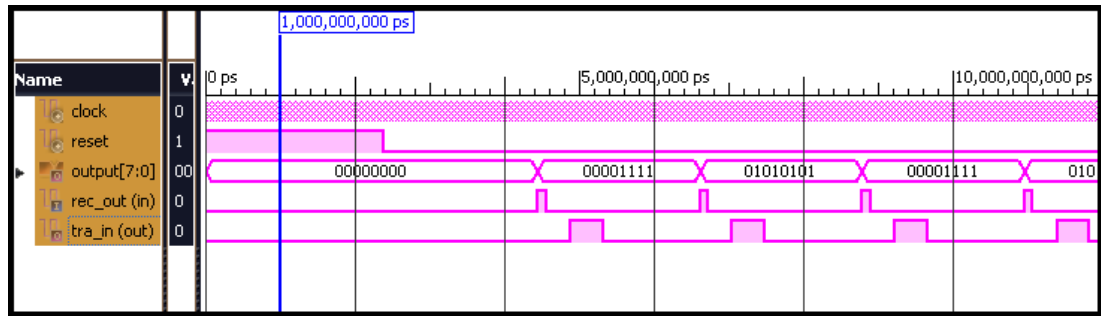 1,000,000,000 ps
Name V. 0 ps 5,000,000,000 ps 10,000,000,000 ps
clock 0
reset 1
output[7:0] 00 00000000 00001111 01010101 00001111 010
rec_out (in) 0
tra_in (out) 0